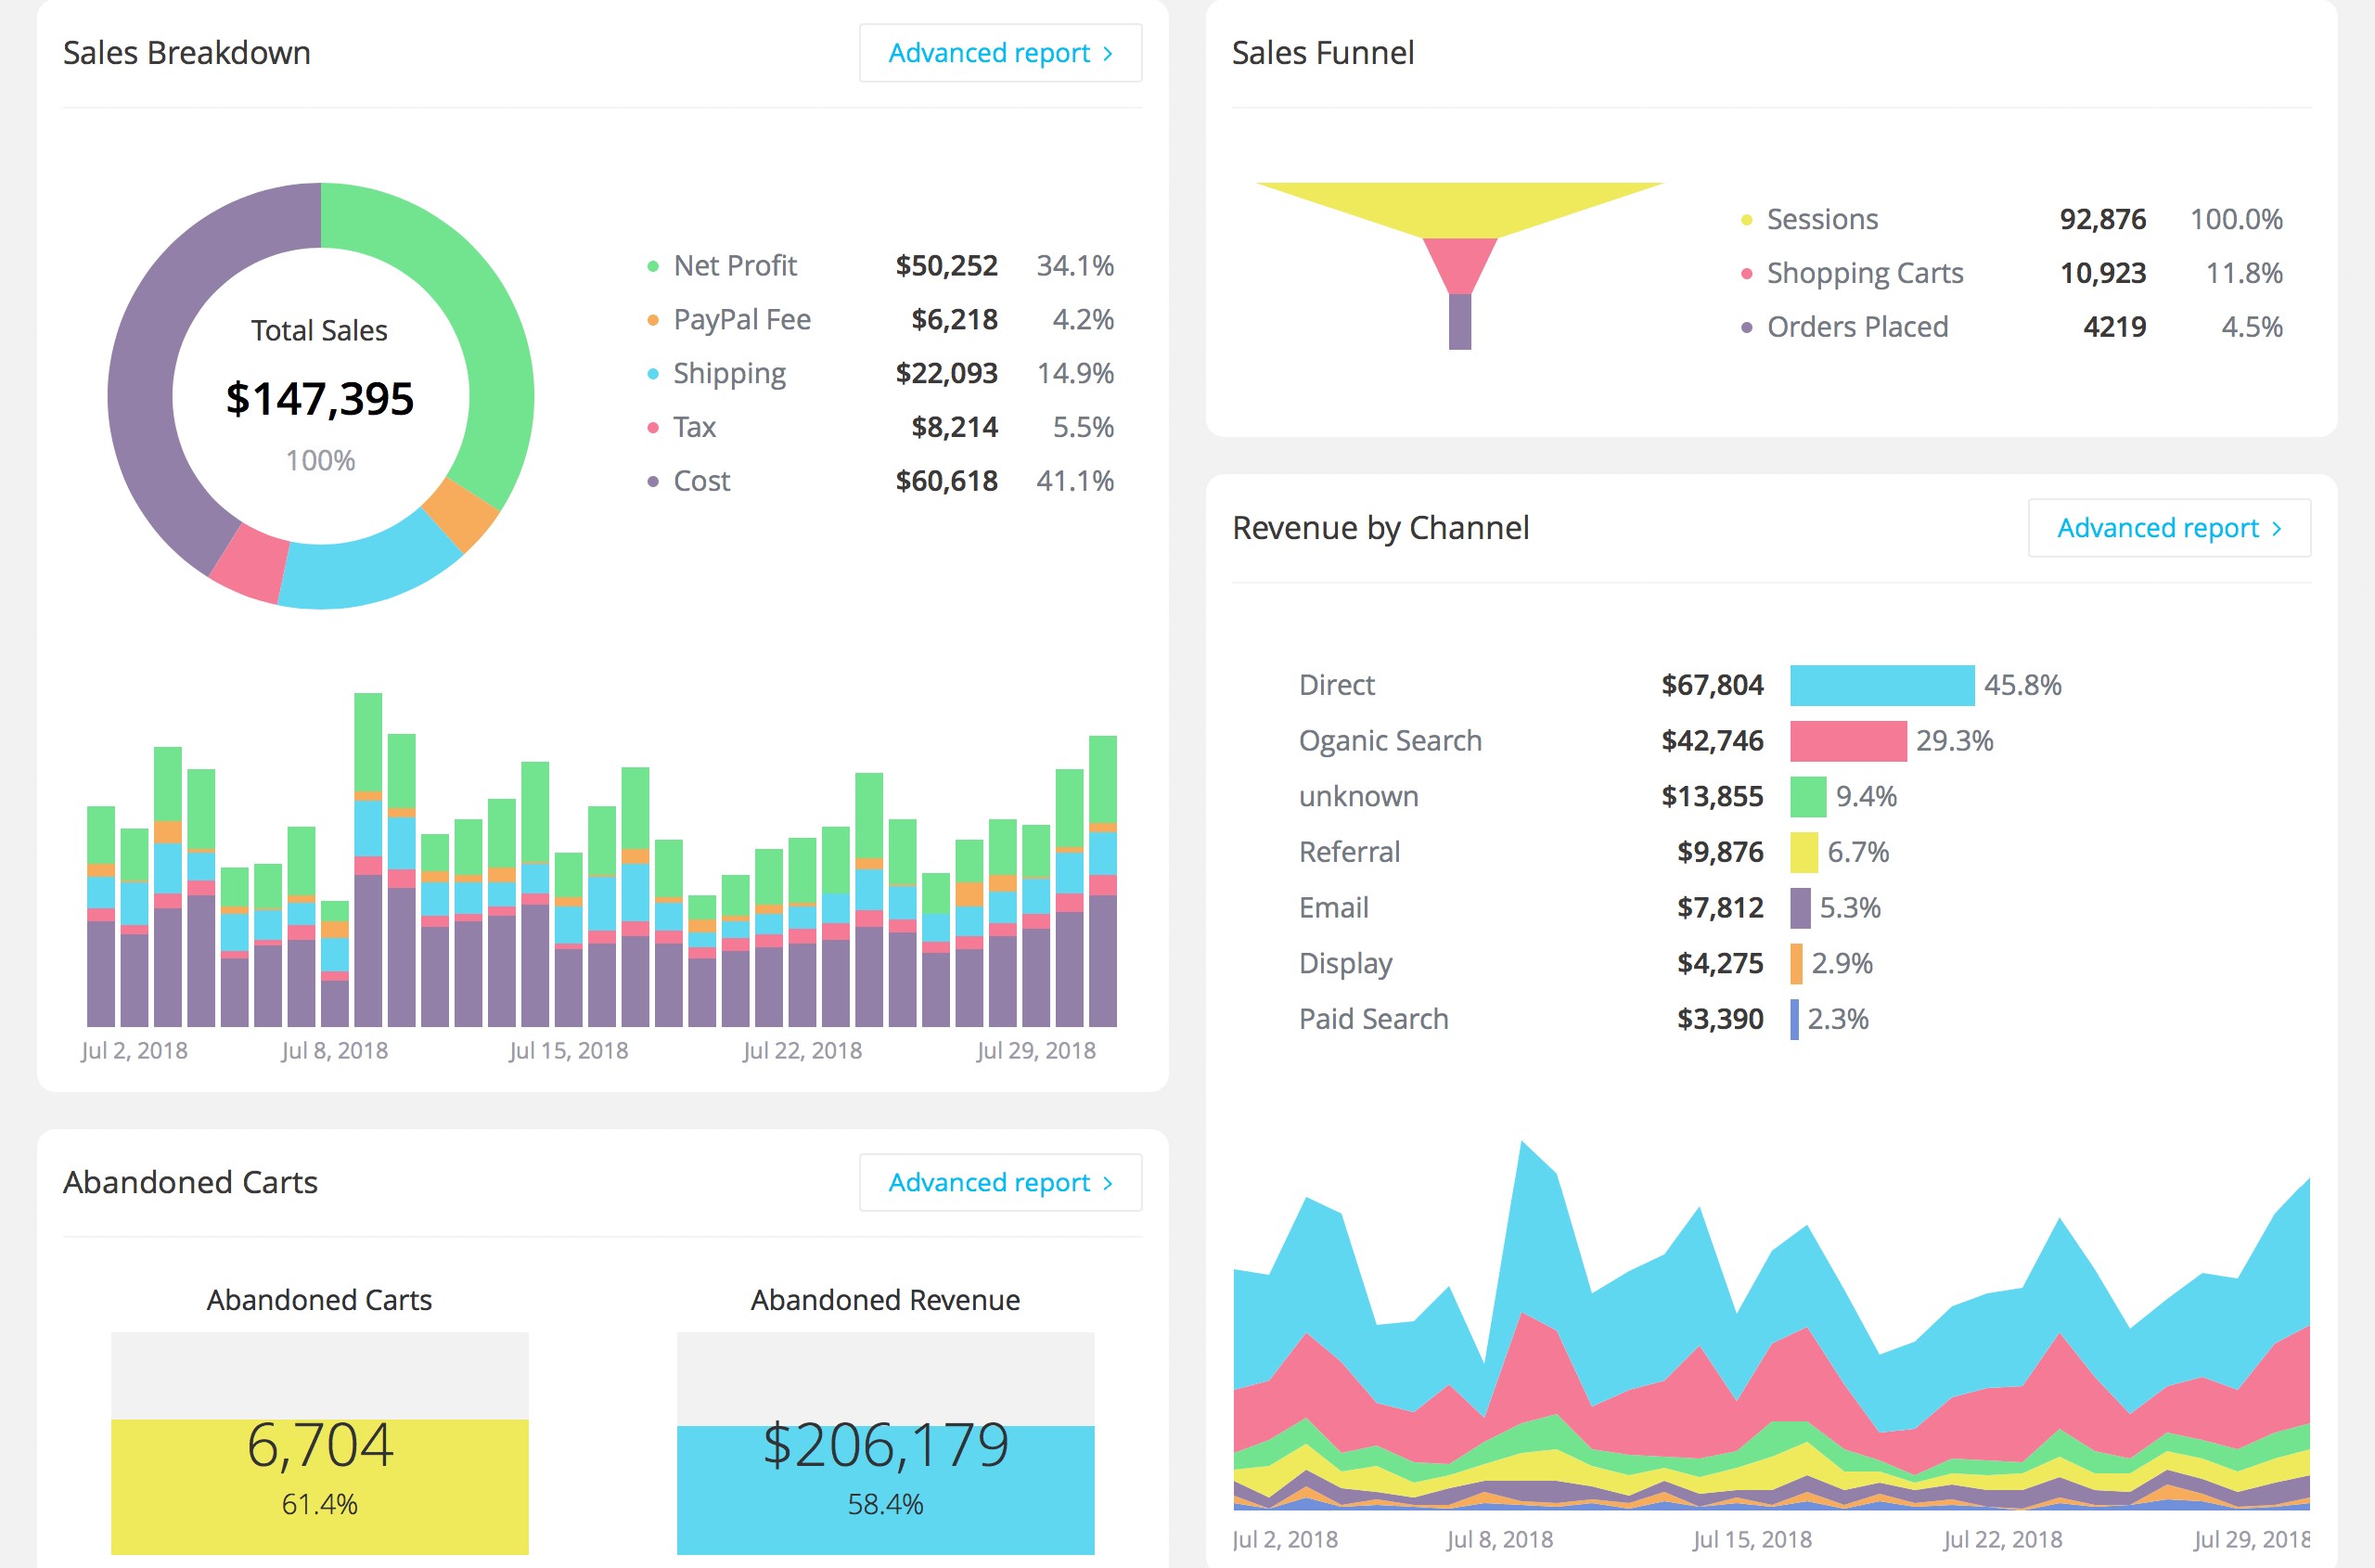 Sales Breakdown
Advanced report >
Total Sales
$147,395
100%
Net Profit $50,252 34.1%
PayPal Fee $6,218 4.2%
Shipping $22,093 14.9%
Tax $8,214 5.5%
Cost $60,618 41.1%
Jul 2, 2018 Jul 8, 2018 Jul 15, 2018 Jul 22, 2018 Jul 29, 2018
Abandoned Carts
Advanced report >
Abandoned Carts
6,704
61.4%
Abandoned Revenue
$206,179
58.4%
Sales Funnel
Sessions 92,876 100.0%
Shopping Carts 10,923 11.8%
Orders Placed 4219 4.5%
Revenue by Channel
Advanced report >
Direct $67,804 45.8%
Oganic Search $42,746 29.3%
unknown $13,855 9.4%
Referral $9,876 6.7%
Email $7,812 5.3%
Display $4,275 2.9%
Paid Search $3,390 2.3%
Jul 2, 2018 Jul 8, 2018 Jul 15, 2018 Jul 22, 2018 Jul 29, 2018